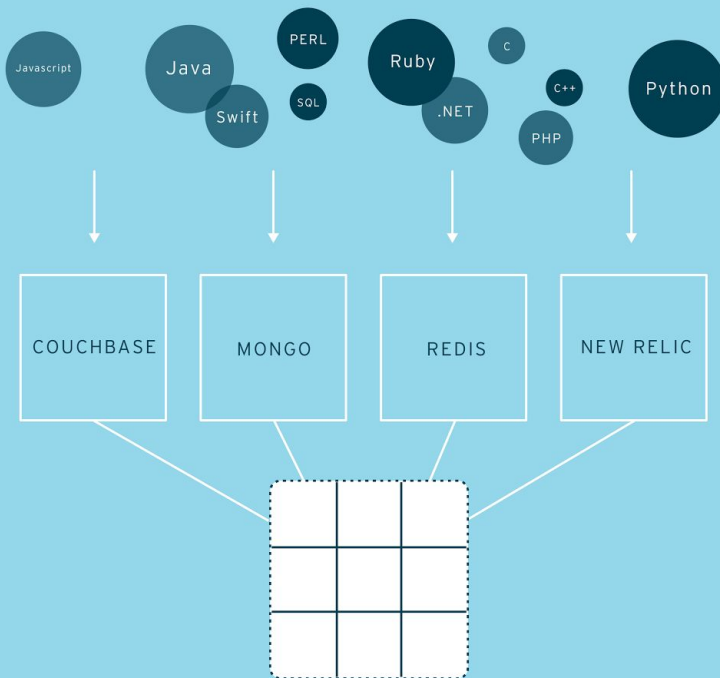 Javascript
Java
Swift
PERL
SQL
Ruby
.NET
C
C++
PHP
Python
COUCHBASE
MONGO
REDIS
NEW RELIC